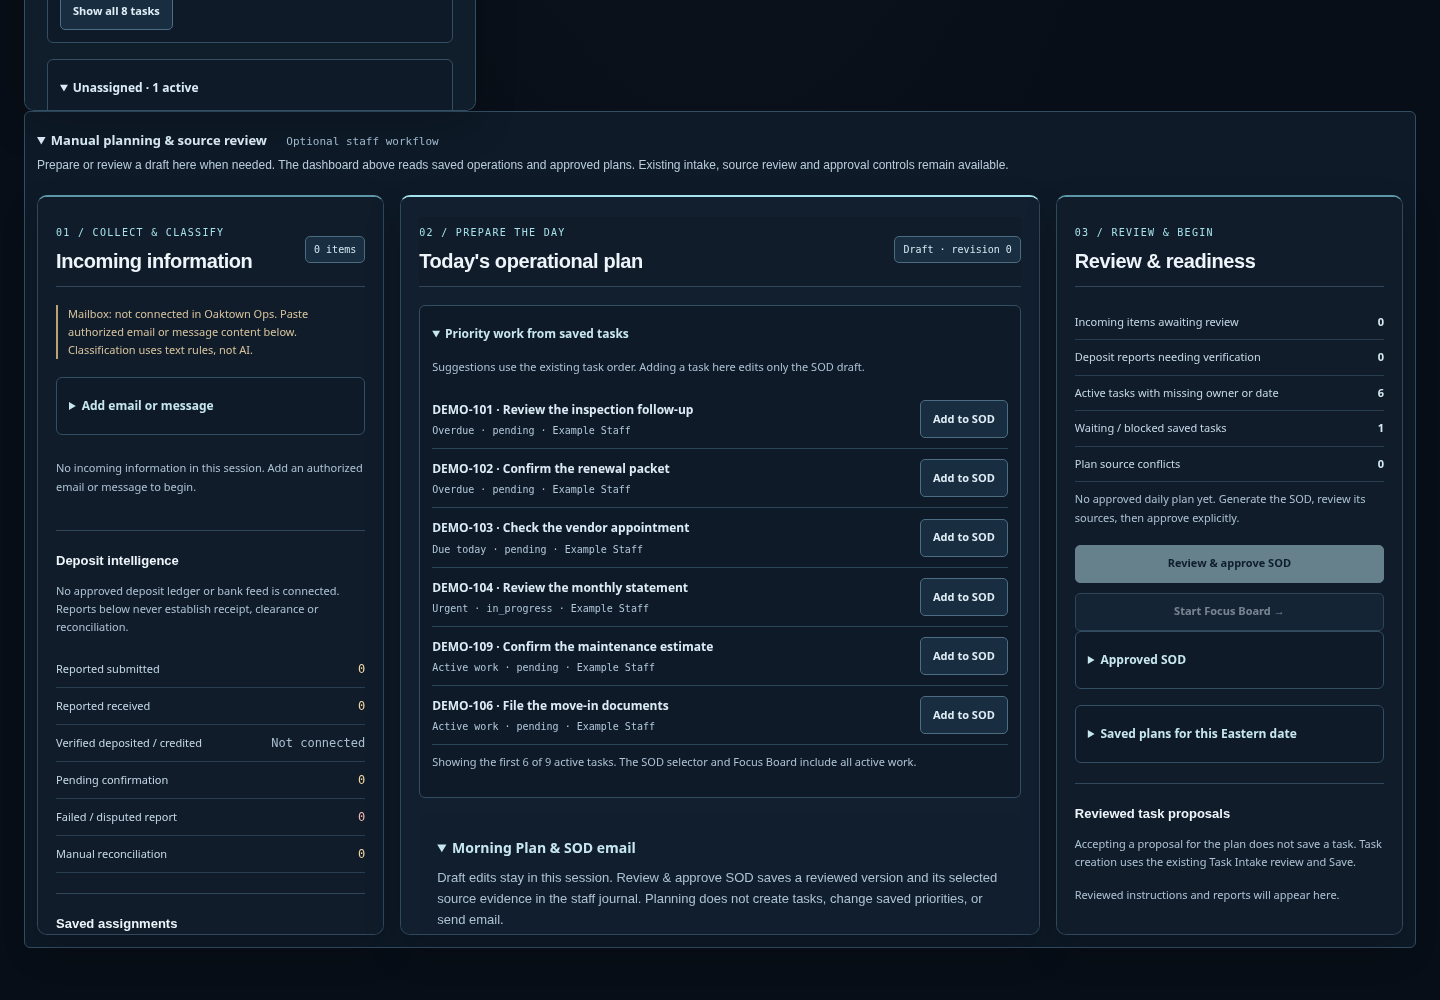 Show all 8 tasks
▼ Unassigned · 1 active
▼ Manual planning & source review Optional staff workflow
Prepare or review a draft here when needed. The dashboard above reads saved operations and approved plans. Existing intake, source review and approval controls remain available.
01 / COLLECT & CLASSIFY
Incoming information
0 items
Mailbox: not connected in Oaktown Ops. Paste
authorized email or message content below.
Classification uses text rules, not AI.
▶ Add email or message
No incoming information in this session. Add an authorized
email or message to begin.
Deposit intelligence
No approved deposit ledger or bank feed is connected.
Reports below never establish receipt, clearance or
reconciliation.
Reported submitted 0
Reported received 0
Verified deposited / credited Not connected
Pending confirmation 0
Failed / disputed report 0
Manual reconciliation 0
Saved assignments
02 / PREPARE THE DAY
Today's operational plan
Draft · revision 0
▼ Priority work from saved tasks
Suggestions use the existing task order. Adding a task here edits only the SOD draft.
DEMO-101 · Review the inspection follow-up
Overdue · pending · Example Staff
Add to SOD
DEMO-102 · Confirm the renewal packet
Overdue · pending · Example Staff
Add to SOD
DEMO-103 · Check the vendor appointment
Due today · pending · Example Staff
Add to SOD
DEMO-104 · Review the monthly statement
Urgent · in_progress · Example Staff
Add to SOD
DEMO-109 · Confirm the maintenance estimate
Active work · pending · Example Staff
Add to SOD
DEMO-106 · File the move-in documents
Active work · pending · Example Staff
Add to SOD
Showing the first 6 of 9 active tasks. The SOD selector and Focus Board include all active work.
▼ Morning Plan & SOD email
Draft edits stay in this session. Review & approve SOD saves a reviewed version and its selected
source evidence in the staff journal. Planning does not create tasks, change saved priorities, or
send email.
03 / REVIEW & BEGIN
Review & readiness
Incoming items awaiting review 0
Deposit reports needing verification 0
Active tasks with missing owner or date 6
Waiting / blocked saved tasks 1
Plan source conflicts 0
No approved daily plan yet. Generate the SOD, review its
sources, then approve explicitly.
Review & approve SOD
Start Focus Board →
▶ Approved SOD
▶ Saved plans for this Eastern date
Reviewed task proposals
Accepting a proposal for the plan does not save a task. Task
creation uses the existing Task Intake review and Save.
Reviewed instructions and reports will appear here.